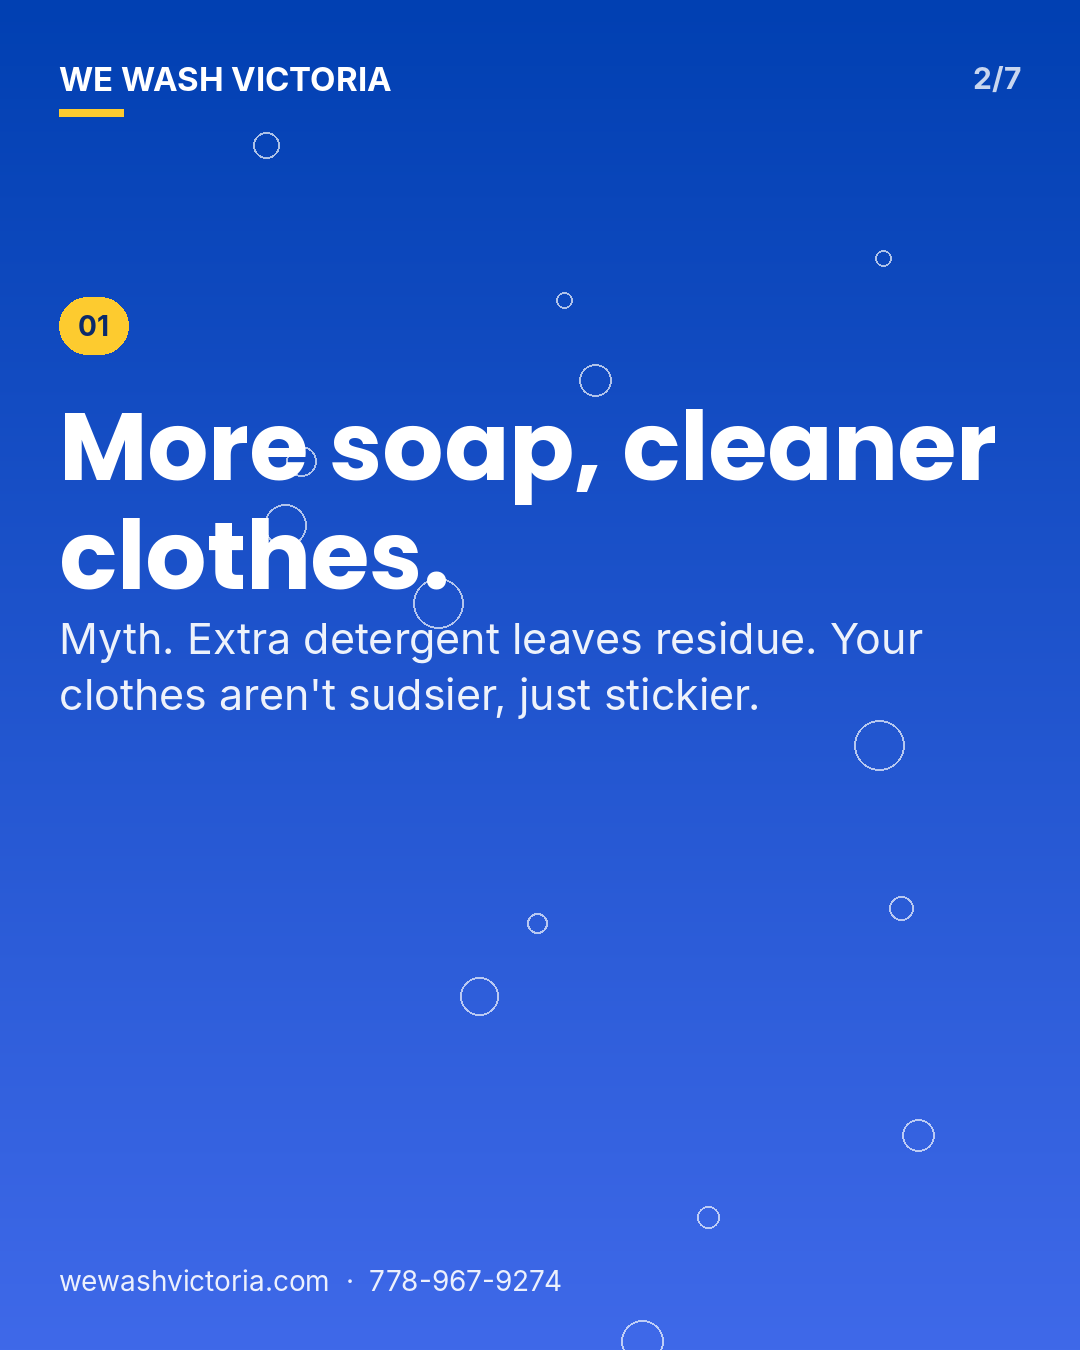 WE WASH VICTORIA
2/7
01
More soap, cleaner
clothes.
Myth. Extra detergent leaves residue. Your
clothes aren't sudsier, just stickier.
wewashvictoria.com · 778-967-9274